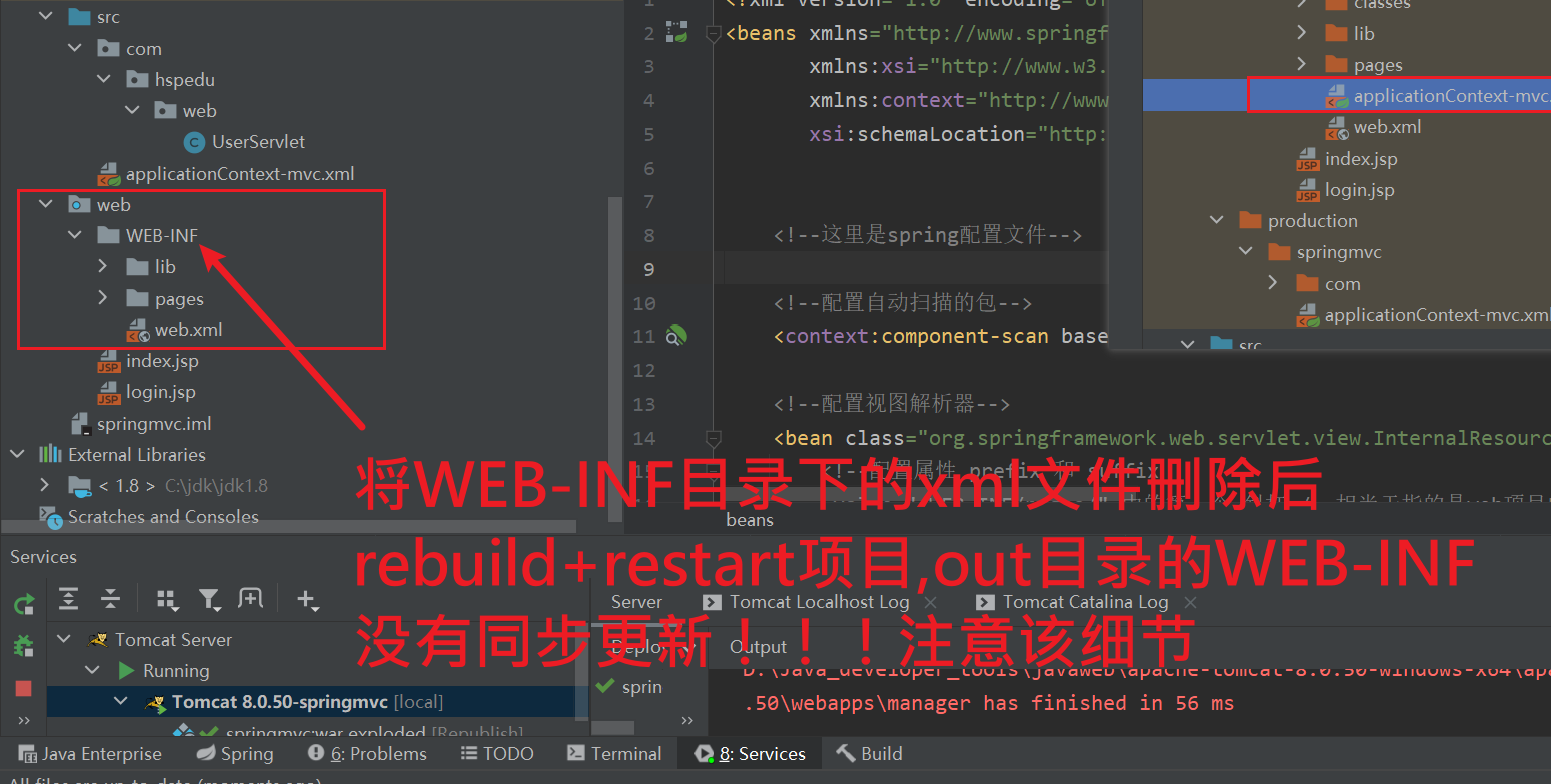 src
com
hspedu
web
UserServlet
applicationContext-mvc.xml
web
WEB-INF
lib
pages
web.xml
index.jsp
login.jsp
springmvc.iml
External Libraries
< 1.8 > C:\jdk\jdk1.8
Scratches and Consoles
1
2 <beans xmlns="http://www.springf
3 xmlns:xsi="http://www.w3.
4 xmlns:context="http://www
5 xsi:schemaLocation="http:
6
7
8 <!--这里是spring配置文件-->
9
10 <!--配置自动扫描的包-->
11 <context:component-scan base
12
13 <!--配置视图解析器-->
14 <bean class="org.springframework.web.servlet.view.InternalResourc
<!--配置属性 prefix 和 suffix
beans
classes
lib
pages
applicationContext-mvc.
web.xml
index.jsp
login.jsp
production
springmvc
com
applicationContext-mvc.xml
src
将WEB-INF目录下的xml文件删除后
rebuild+restart项目,out目录的WEB-INF
没有同步更新！！！注意该细节
Services
Tomcat Server
Running
Tomcat 8.0.50-springmvc [local]
springmvc:war exploded [Republish]
Server
Tomcat Localhost Log
Tomcat Catalina Log
Deplo
Output
sprin
D:\Java_developer_tools\javaweb\apache-tomcat-8.0.50-windows-x64\apa
.50\webapps\manager has finished in 56 ms
Java Enterprise
Spring
6: Problems
TODO
Terminal
8: Services
Build
All files are up-to-date (moments ago)